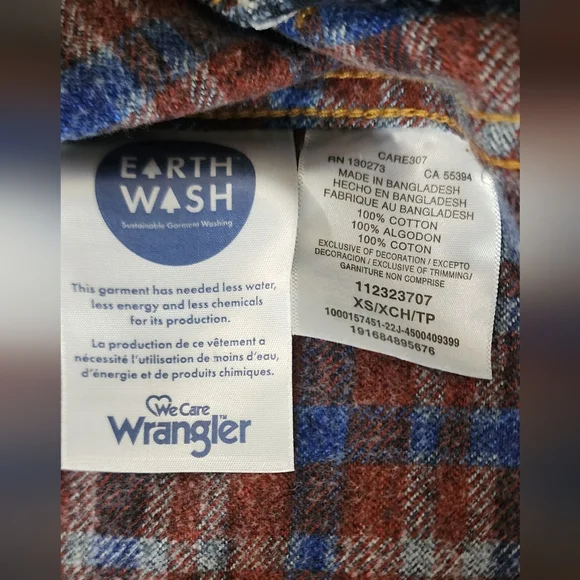 EARTH
WASH
Sustainable Garment Washing
This garment has needed less water,
less energy and less chemicals
for its production.
La production de ce vêtement a
nécessité l'utilisation de moins d'eau,
d'énergie et de produits chimiques.
We Care
Wrangler™
CARE307
RN 130273 CA 55394
MADE IN BANGLADESH
HECHO EN BANGLADESH
FABRIQUE AU BANGLADESH
100% COTTON
100% ALGODON
100% COTON
EXCLUSIVE OF DECORATION / EXCEPTO
DECORACION / EXCLUSIVE OF TRIMMING/
GARNITURE NON COMPRISE
112323707
XS/XCH/TP
1000157451-22J-4500409399
191684895676